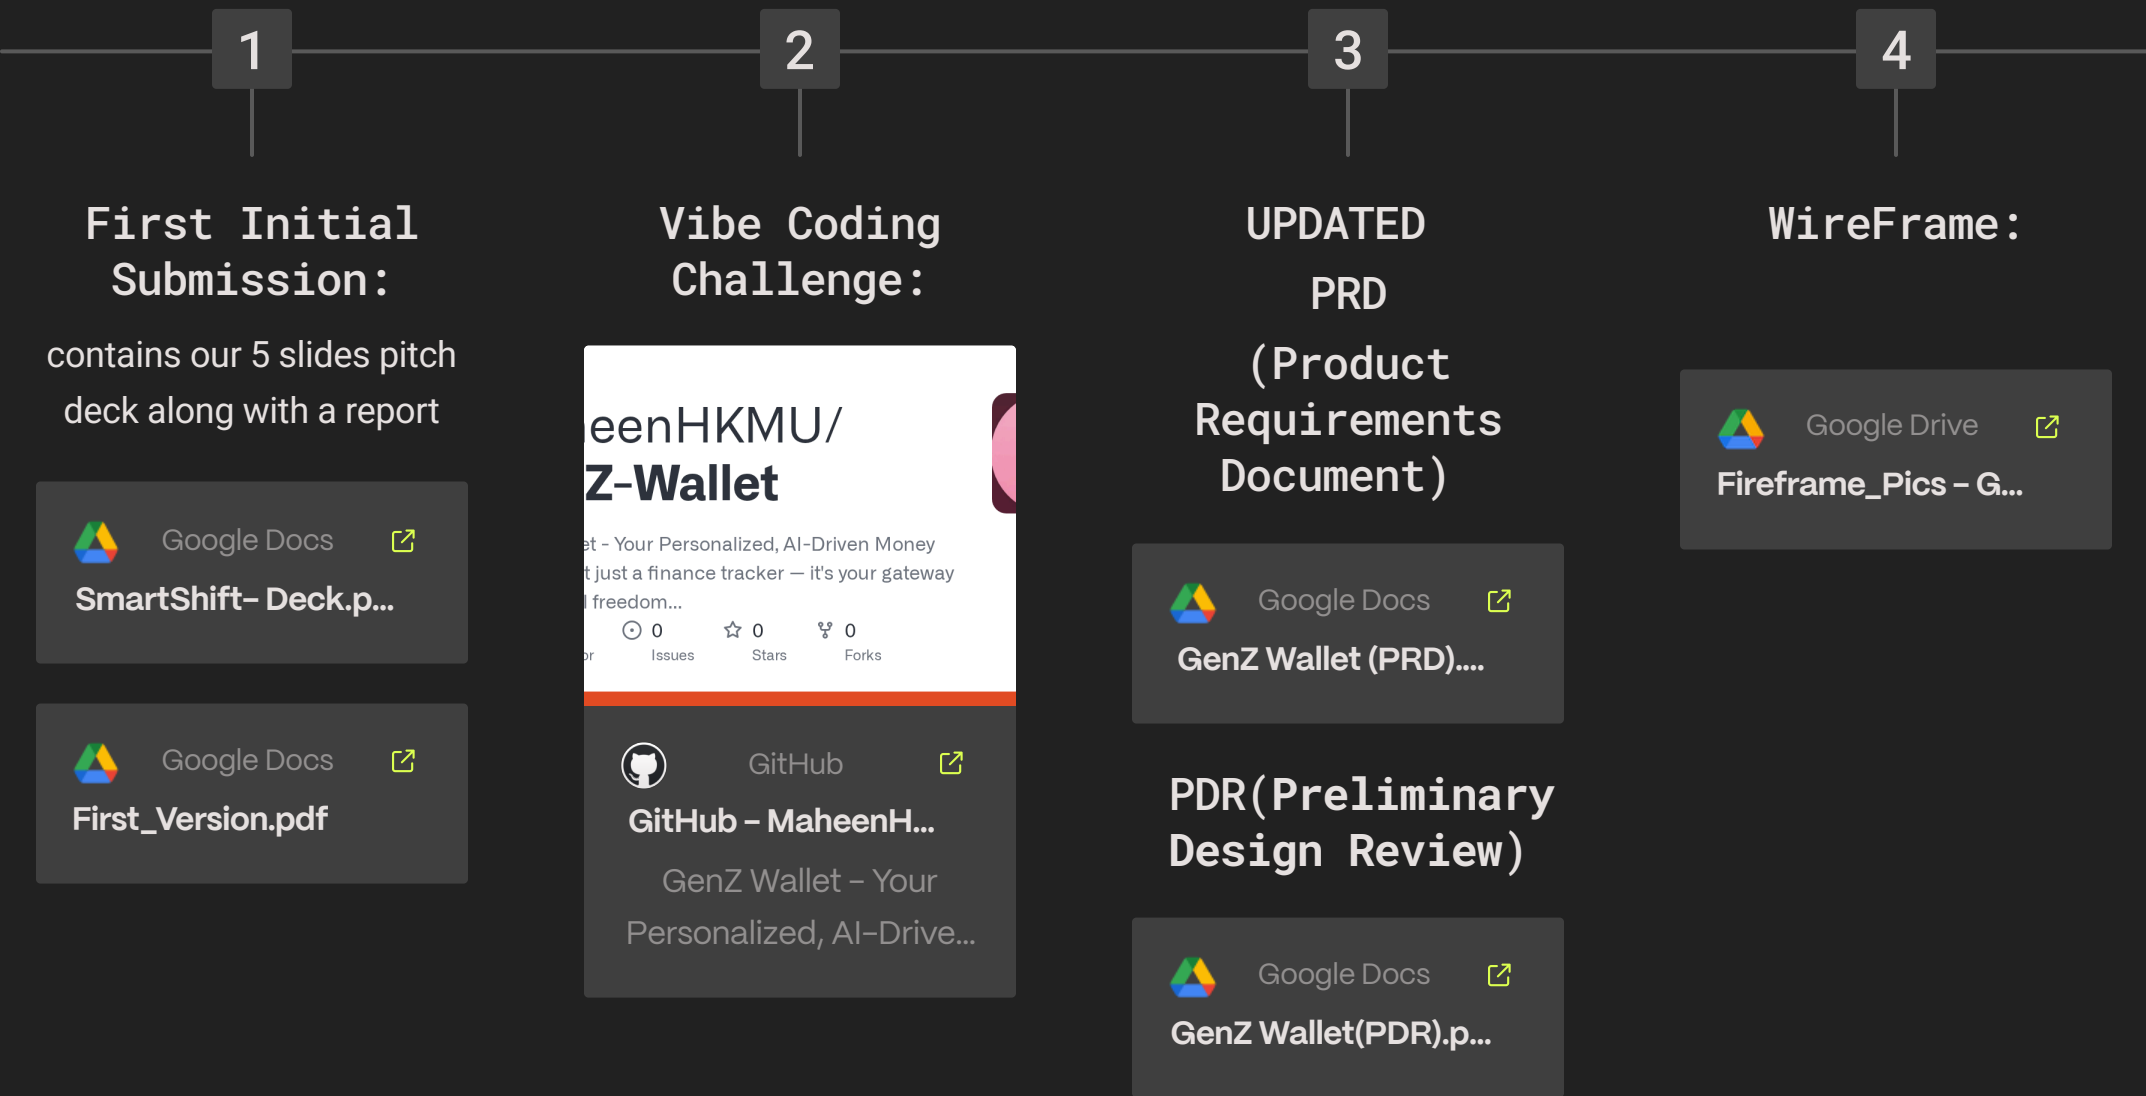 1
First Initial
Submission:
contains our 5 slides pitch
deck along with a report
Google Docs
SmartShift- Deck.p...
Google Docs
First_Version.pdf
2
Vibe Coding
Challenge:
eenHKMU/
Z-Wallet
et - Your Personalized, AI-Driven Money
t just a finance tracker — it's your gateway
l freedom...
0
0
0
or
Issues
Stars
Forks
GitHub
GitHub - MaheenH...
GenZ Wallet - Your
Personalized, AI-Drive...
3
UPDATED
PRD
(Product
Requirements
Document)
Google Docs
GenZ Wallet (PRD)....
PDR(Preliminary
Design Review)
Google Docs
GenZ Wallet(PDR).p...
4
WireFrame:
Google Drive
Fireframe_Pics - G...